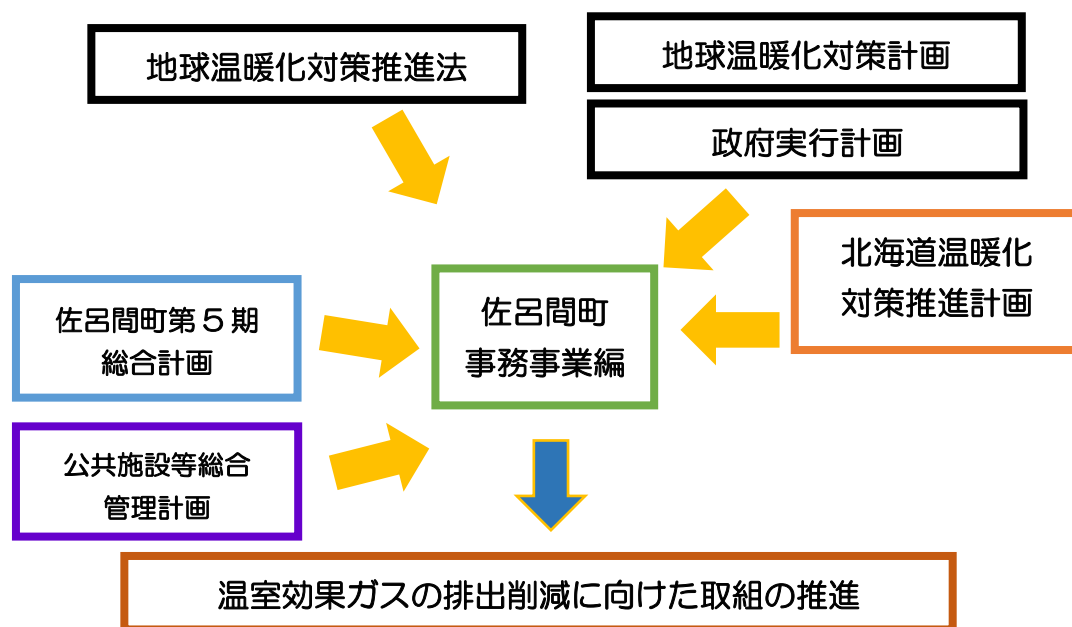 地球温暖化対策推進法
地球温暖化対策計画
政府実行計画
北海道温暖化
対策推進計画
佐呂間町第５期
総合計画
佐呂間町
事務事業編
公共施設等総合
管理計画
温室効果ガスの排出削減に向けた取組の推進